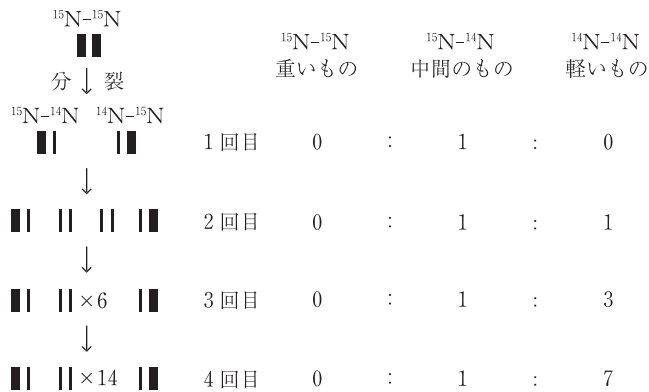 ¹⁵N–¹⁵N
¹⁵N–¹⁵N ¹⁵N–¹⁴N ¹⁴N–¹⁴N
重いもの 中間のもの 軽いもの
分↓裂
¹⁵N–¹⁴N ¹⁴N–¹⁵N
1回目 0 : 1 : 0
↓
2回目 0 : 1 : 1
↓
×6 3回目 0 : 1 : 3
↓
×14 4回目 0 : 1 : 7